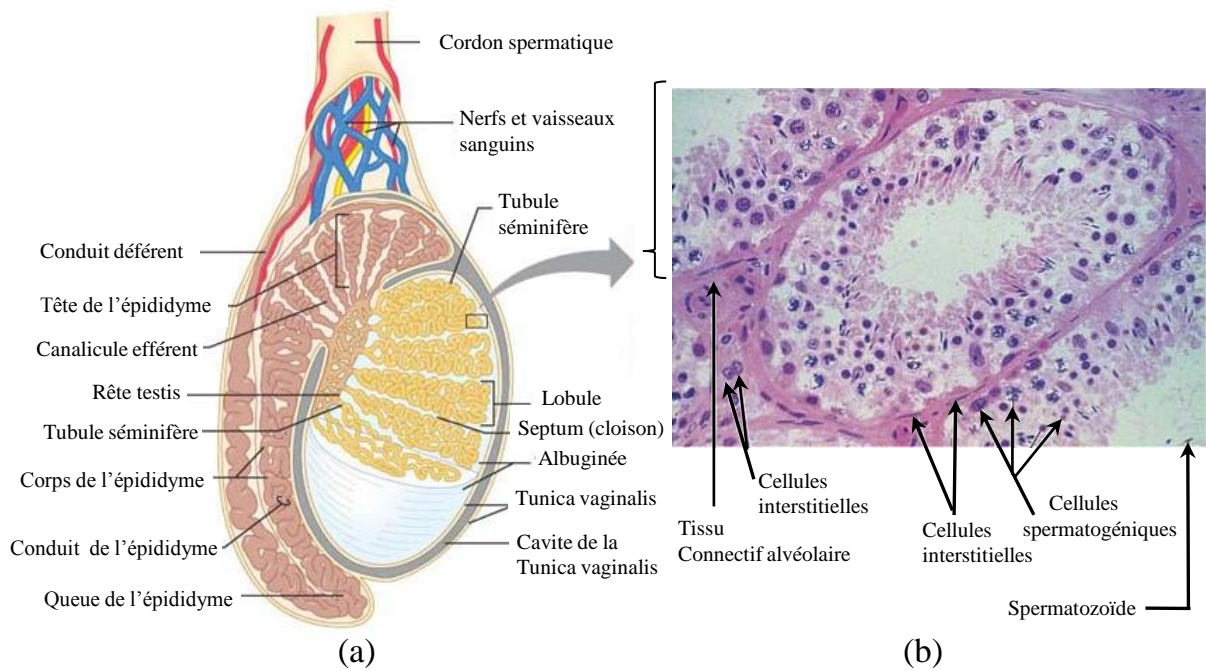 Cordon spermatique
Nerfs et vaisseaux
sanguins
Tubule
séminifère
Conduit déférent
Tête de l'épididyme
Canalicule efférent
Rête testis
Tubule séminifère
Corps de l'épididyme
Conduit de l'épididyme
Queue de l'épididyme
Lobule
Septum (cloison)
Albuginée
Tunica vaginalis
Cavite de la
Tunica vaginalis
(a)
Cellules
interstitielles
Tissu
Connectif alvéolaire
Cellules
interstitielles
Cellules
spermatogéniques
Spermatozoïde
(b)